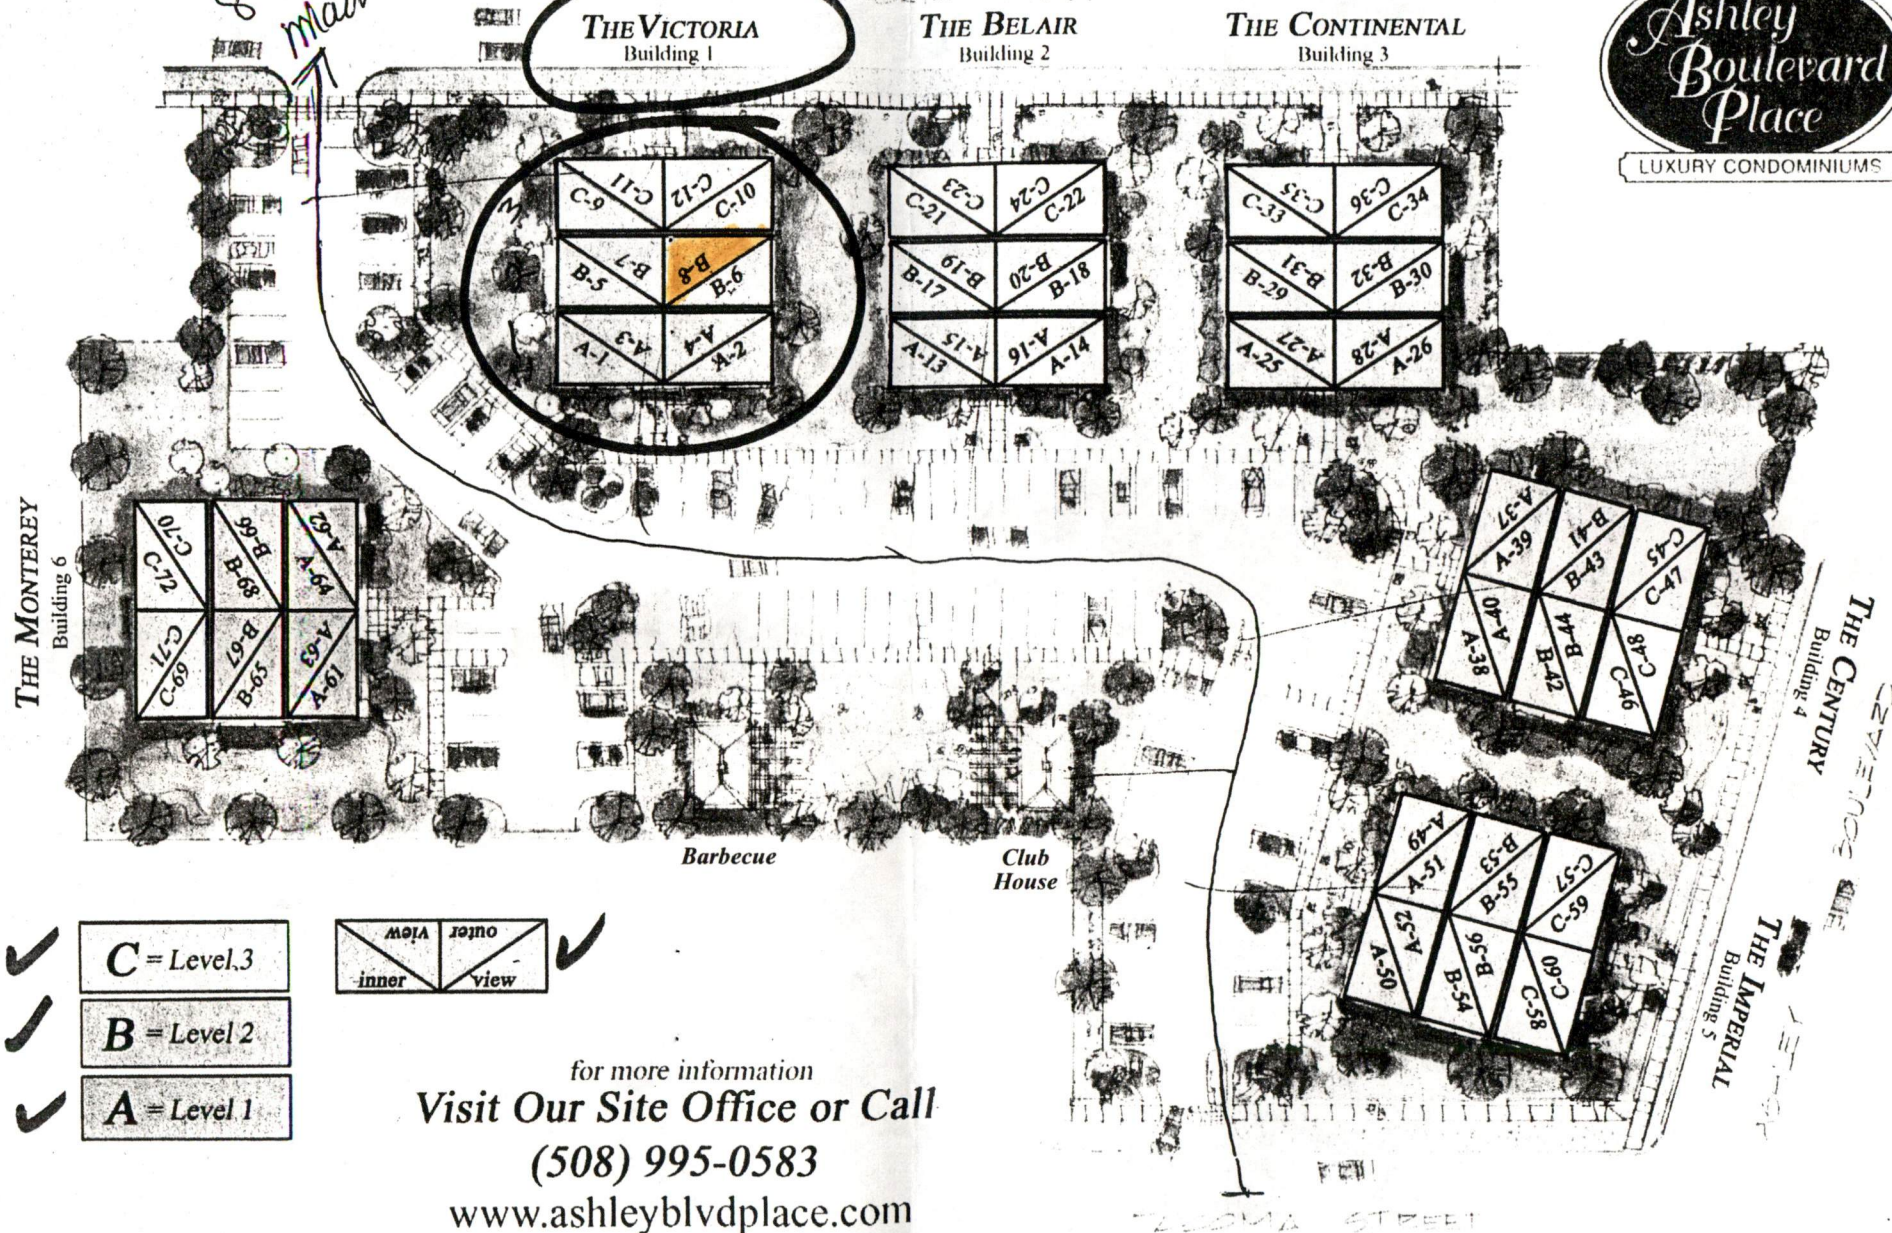 THE VICTORIA
Building 1
THE BELAIR
Building 2
THE CONTINENTAL
Building 3
Ashley
Boulevard
Place
LUXURY CONDOMINIUMS
C-9 C-11 C-12 C-10
B-5 B-7 B-8 B-6
A-1 A-3 A-4 A-2
C-21 C-23 C-24 C-22
B-17 B-19 B-20 B-18
A-13 A-15 A-16 A-14
C-33 C-35 C-36 C-34
B-29 B-31 B-32 B-30
A-25 A-27 A-28 A-26
THE MONTEREY
Building 6
C-70 B-66 A-62
C-72 B-68 A-64
C-71 B-67 A-63
C-69 B-65 A-61
A-37 B-41 C-45
A-39 B-43 C-47
A-40 B-44 C-48
A-38 B-42 C-46
THE CENTURY
Building 4
A-49 B-53 C-57
A-51 B-55 C-59
A-52 B-56 C-60
A-50 B-54 C-58
THE IMPERIAL
Building 5
Barbecue
Club
House
C = Level 3
B = Level 2
A = Level 1
inner view
outer view
for more information
Visit Our Site Office or Call
(508) 995-0583
www.ashleyblvdplace.com
TACOMA STREET